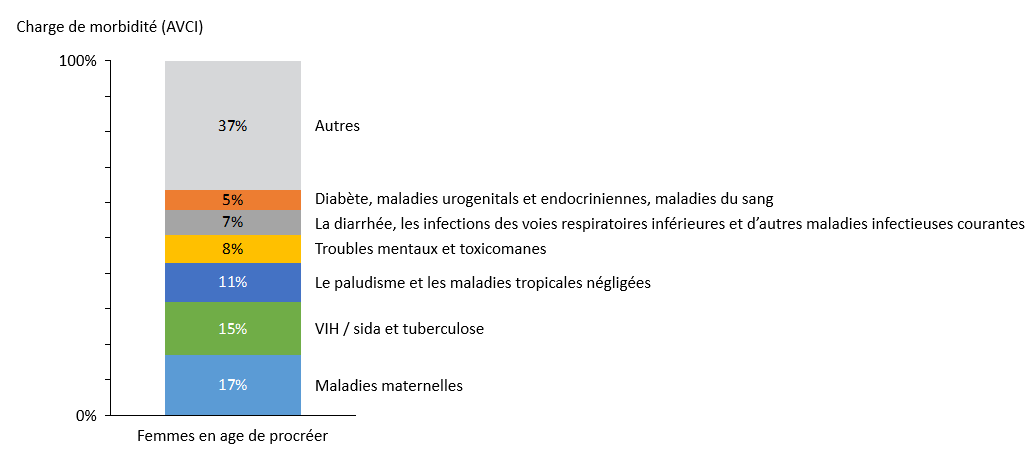 Charge de morbidité (AVCI)
100%
37% Autres
5% Diabète, maladies urogenitals et endocriniennes, maladies du sang
7% La diarrhée, les infections des voies respiratoires inférieures et d’autres maladies infectieuses courantes
8% Troubles mentaux et toxicomanes
11% Le paludisme et les maladies tropicales négligées
15% VIH / sida et tuberculose
17% Maladies maternelles
0%
Femmes en age de procréer